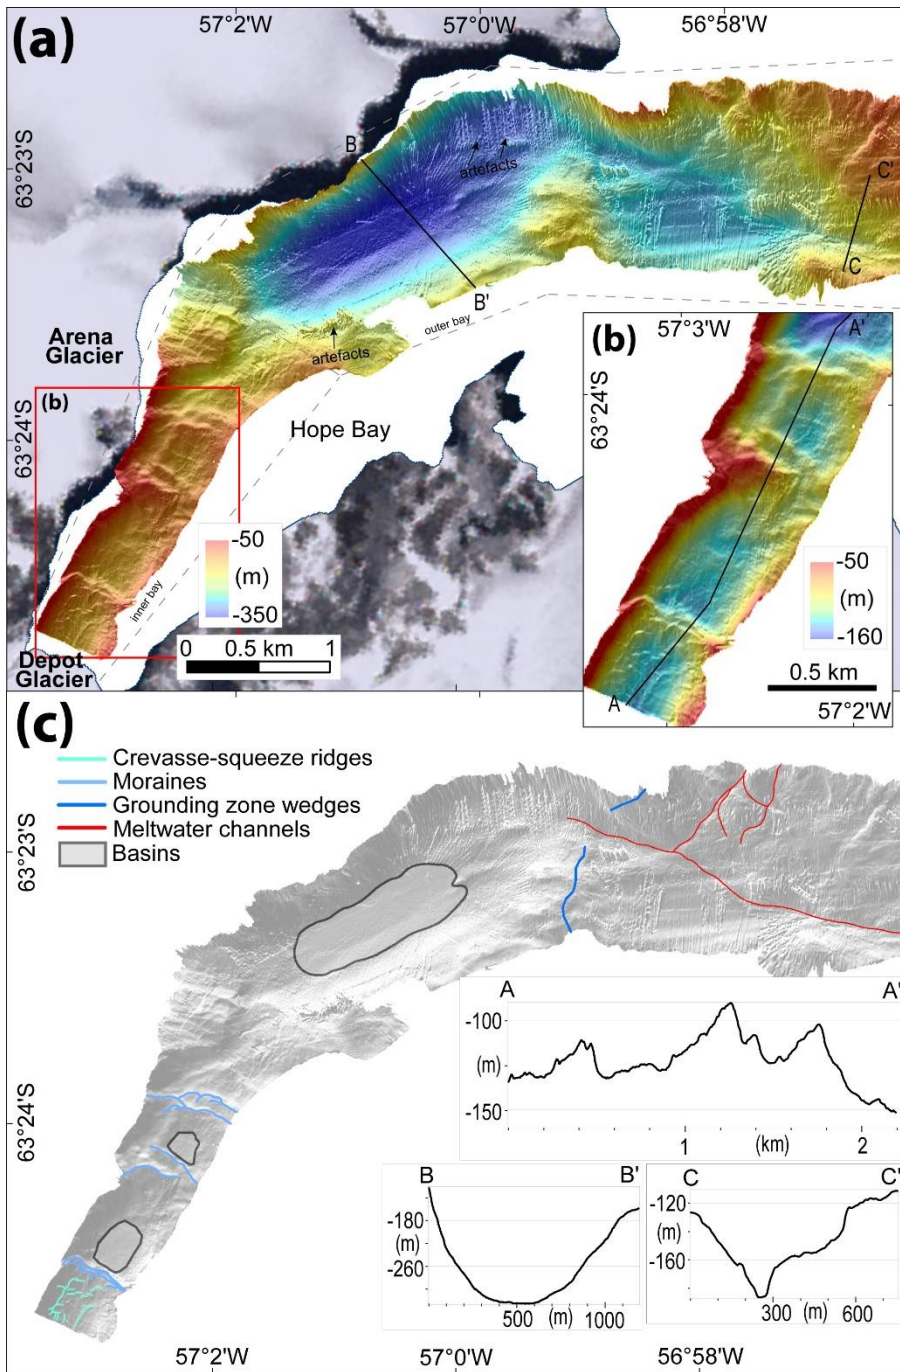 (a)
57°2'W
57°0'W
56°58'W
63°23'S
63°24'S
B
B'
C'
C
artefacts
artefacts
outer bay
Arena
Glacier
(b)
Hope Bay
inner bay
-50
(m)
-350
0 0.5 km 1
Depot
Glacier
(b)
57°3'W
A'
63°24'S
-50
(m)
-160
A
0.5 km
57°2'W
(c)
Crevasse-squeeze ridges
Moraines
Grounding zone wedges
Meltwater channels
Basins
63°23'S
63°24'S
A
A'
-100
(m)
-150
1
(km)
2
B
B'
-180
(m)
-260
500
(m)
1000
C
C'
-120
(m)
-160
300
(m)
600
57°2'W
57°0'W
56°58'W